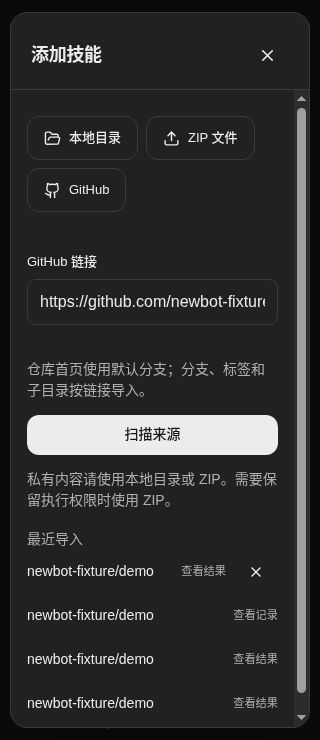 添加技能
本地目录
ZIP 文件
GitHub
GitHub 链接
https://github.com/newbot-fixture
仓库首页使用默认分支；分支、标签和
子目录按链接导入。
扫描来源
私有内容请使用本地目录或 ZIP。需要保
留执行权限时使用 ZIP。
最近导入
newbot-fixture/demo 查看结果
newbot-fixture/demo 查看记录
newbot-fixture/demo 查看结果
newbot-fixture/demo 查看结果